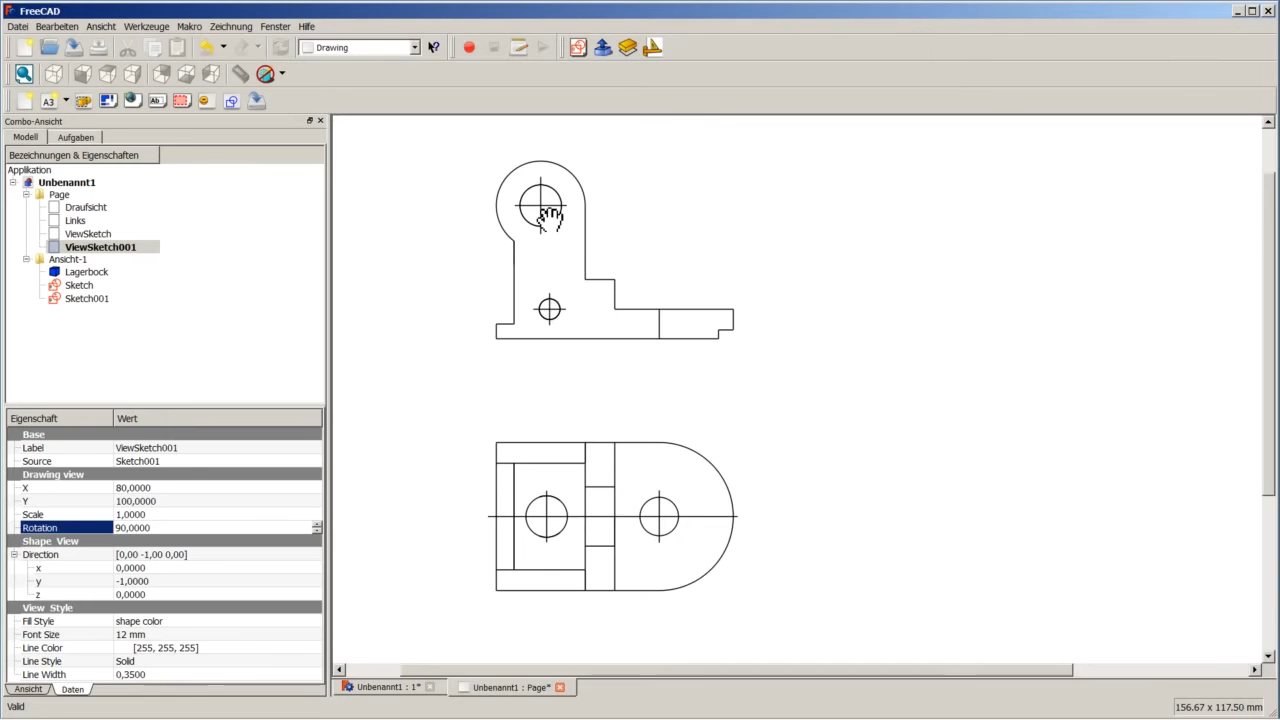 FreeCAD
Datei Bearbeiten Ansicht Werkzeuge Makro Zeichnung Fenster Hilfe
Drawing
A3
Ab
Combo-Ansicht
Modell Aufgaben
Bezeichnungen & Eigenschaften
Applikation
Unbenannt1
Page
Draufsicht
Links
ViewSketch
ViewSketch001
Ansicht-1
Lagerbock
Sketch
Sketch001
Eigenschaft Wert
Base
Label ViewSketch001
Source Sketch001
Drawing view
X 80,0000
Y 100,0000
Scale 1,0000
Rotation 90,0000
Shape View
Direction [0,00 -1,00 0,00]
x 0,0000
y -1,0000
z 0,0000
View Style
Fill Style shape color
Font Size 12 mm
Line Color [255, 255, 255]
Line Style Solid
Line Width 0,3500
Ansicht Daten
Unbenannt1 : 1* Unbenannt1 : Page*
Valid 156.67 x 117.50 mm